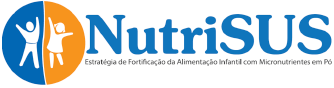 NutriSUS
Estratégia de Fortificação da Alimentação Infantil com Micronutrientes em Pó